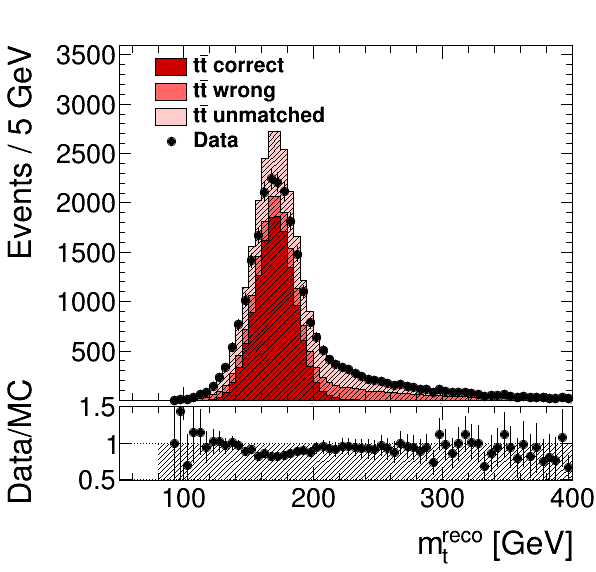 Events / 5 GeV
3500
3000
2500
2000
1500
1000
500
tt̄ correct
tt̄ wrong
tt̄ unmatched
Data
Data/MC
1.5
1
0.5
100 200 300 400
m_t^reco [GeV]